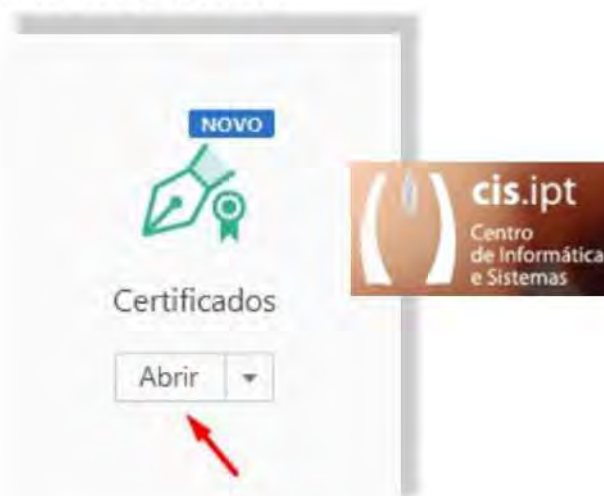 NOVO
Certificados
Abrir
cis.ipt
Centro
de Informática
e Sistemas